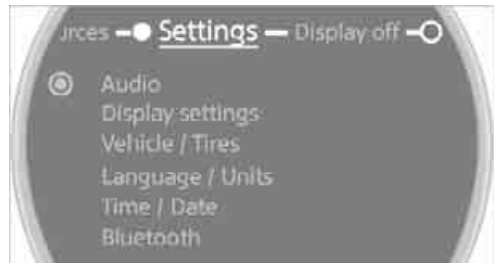 urces Settings Display off
Audio
Display settings
Vehicle / Tires
Language / Units
Time / Date
Bluetooth